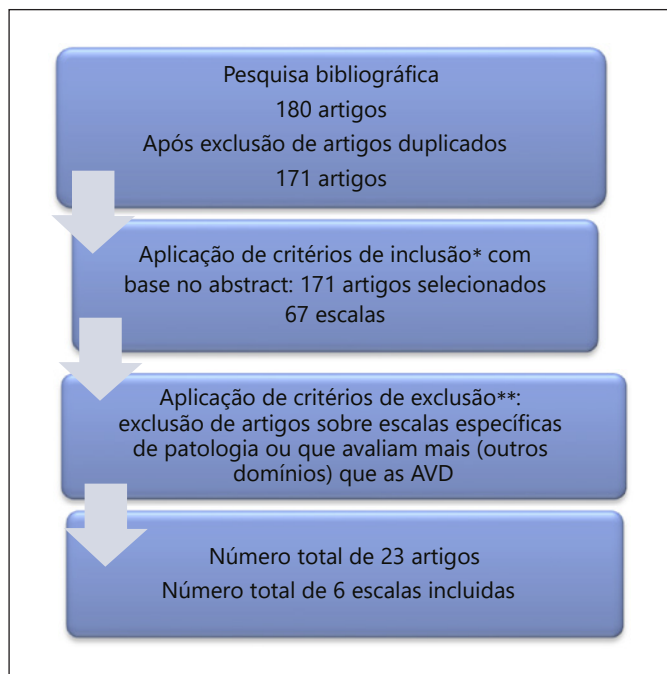 Pesquisa bibliográfica
180 artigos
Após exclusão de artigos duplicados
171 artigos
Aplicação de critérios de inclusão* com
base no abstract: 171 artigos selecionados
67 escalas
Aplicação de critérios de exclusão**:
exclusão de artigos sobre escalas específicas
de patologia ou que avaliam mais (outros
domínios) que as AVD
Número total de 23 artigos
Número total de 6 escalas incluidas